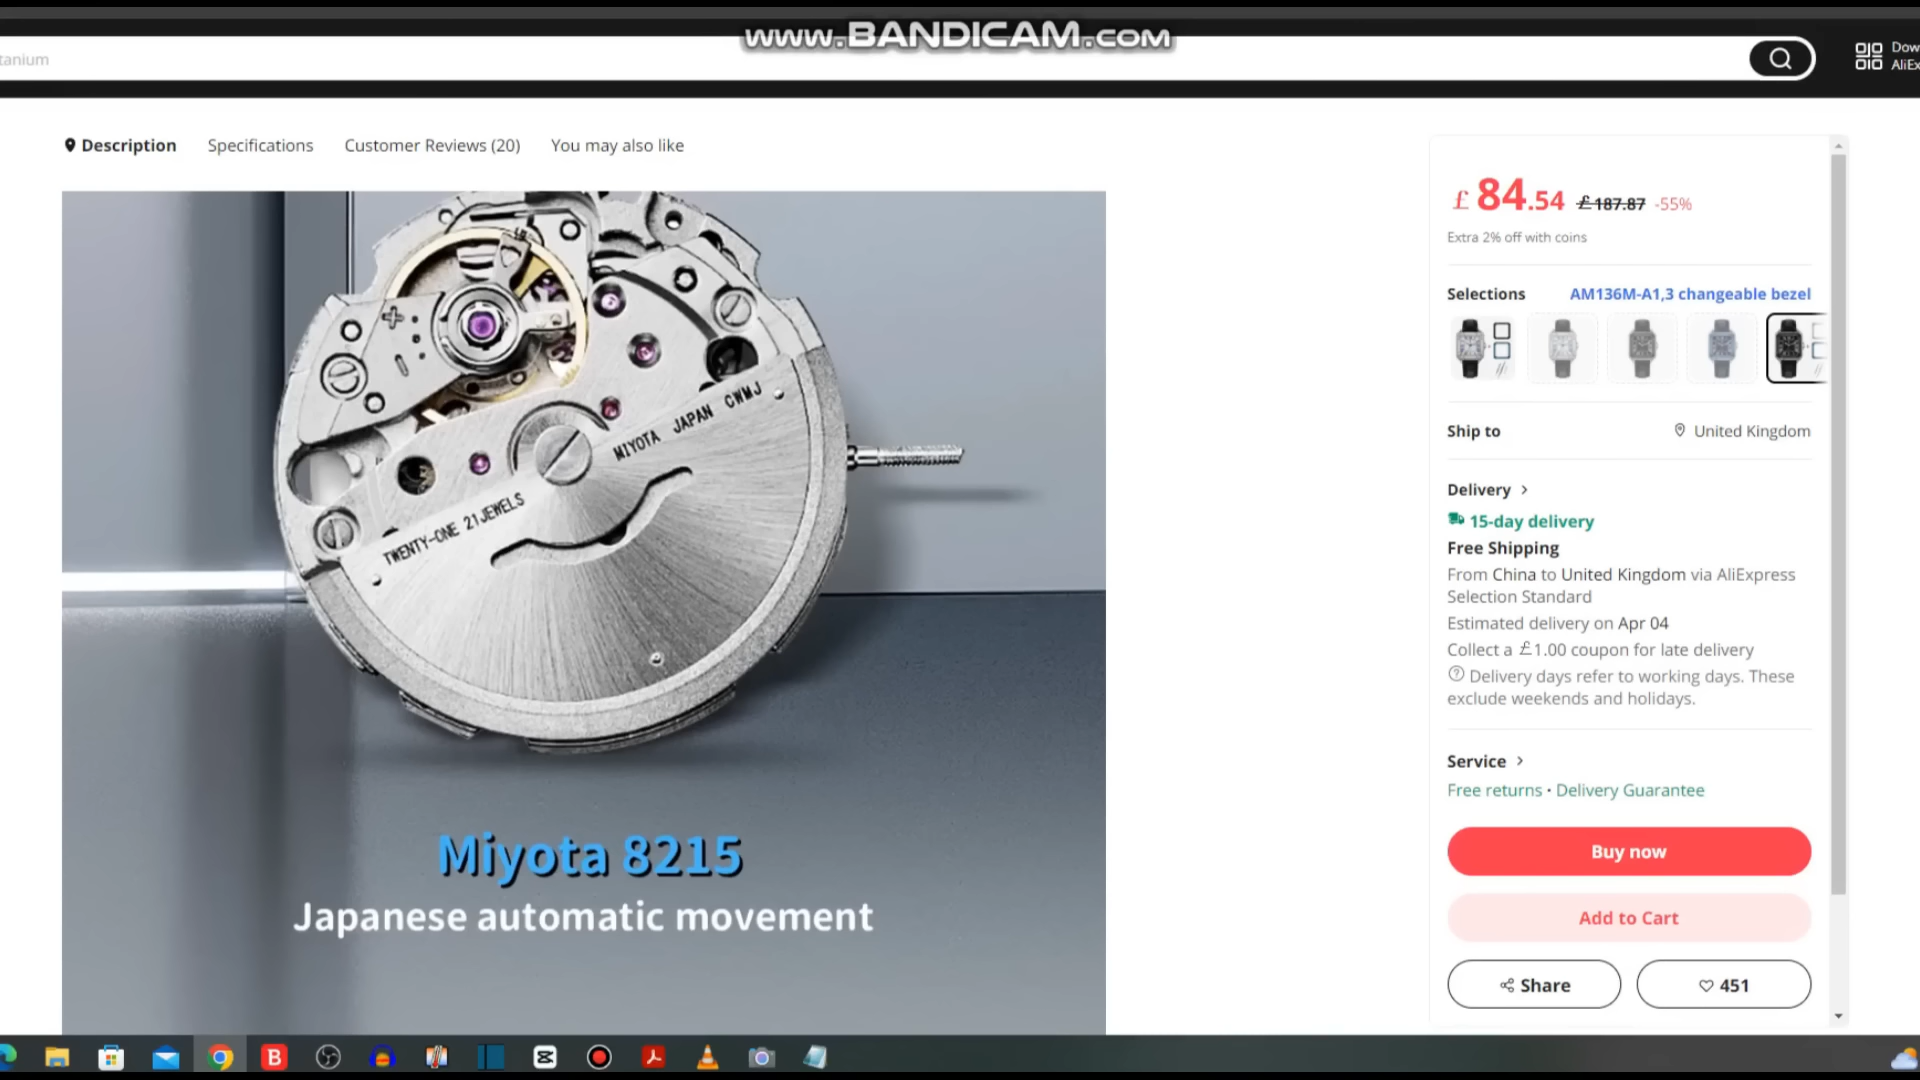 www.BANDICAM.com
tanium
Dow
AliEx
Description Specifications Customer Reviews (20) You may also like
MIYOTA JAPAN CWMJ
TWENTY-ONE 21JEWELS
Miyota 8215
Japanese automatic movement
£84.54 £187.87 -55%
Extra 2% off with coins
Selections AM136M-A1,3 changeable bezel
Ship to United Kingdom
Delivery >
15-day delivery
Free Shipping
From China to United Kingdom via AliExpress
Selection Standard
Estimated delivery on Apr 04
Collect a £1.00 coupon for late delivery
Delivery days refer to working days. These
exclude weekends and holidays.
Service >
Free returns · Delivery Guarantee
Buy now
Add to Cart
Share 451